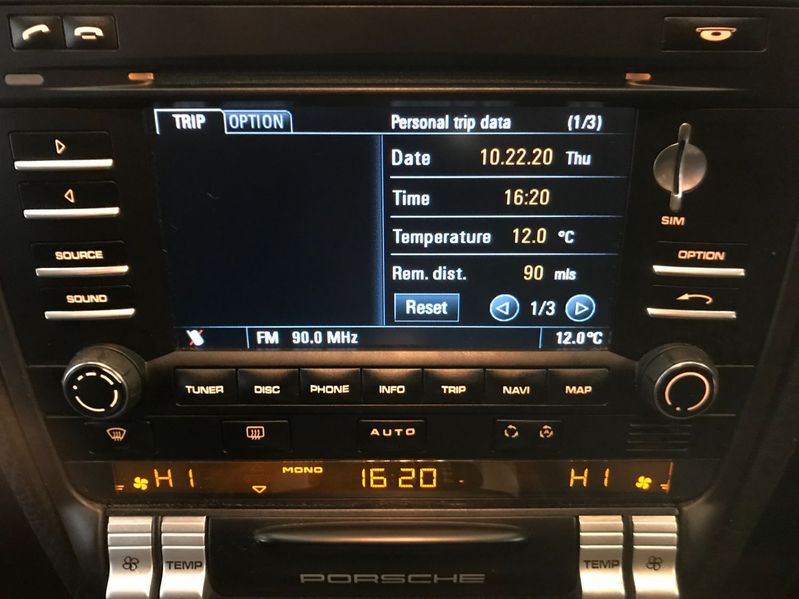 TRIP OPTION Personal trip data (1/3)
Date 10.22.20 Thu
Time 16:20
Temperature 12.0 °C
Rem. dist. 90 mls
Reset 1/3
FM 90.0 MHz 12.0°C
SOURCE
SOUND
SIM
OPTION
TUNER DISC PHONE INFO TRIP NAVI MAP
AUTO
HI MONO 16:20 HI
TEMP TEMP
PORSCHE